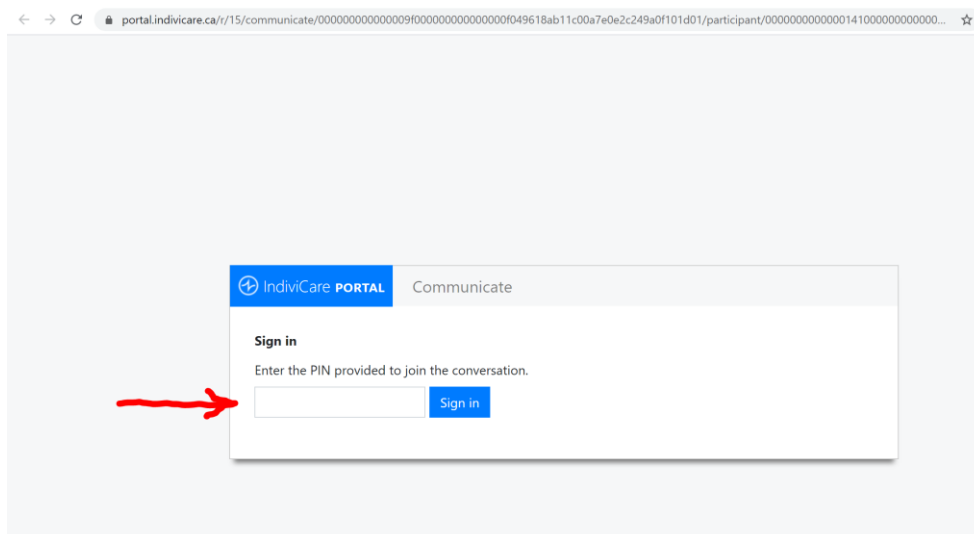 portal.indivicare.ca/r/15/communicate/000000000000009f000000000000000f049618ab11c00a7e0e2c249a0f101d01/participant/0000000000000141000000000000...
IndiviCare PORTAL Communicate
Sign in
Enter the PIN provided to join the conversation.
Sign in